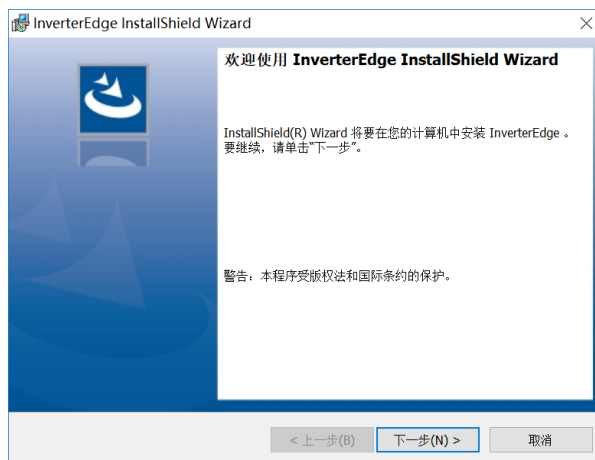 InverterEdge InstallShield Wizard
欢迎使用 InverterEdge InstallShield Wizard
InstallShield(R) Wizard 将要在您的计算机中安装 InverterEdge 。
要继续，请单击“下一步”。
警告：本程序受版权法和国际条约的保护。
< 上一步(B)
下一步(N) >
取消